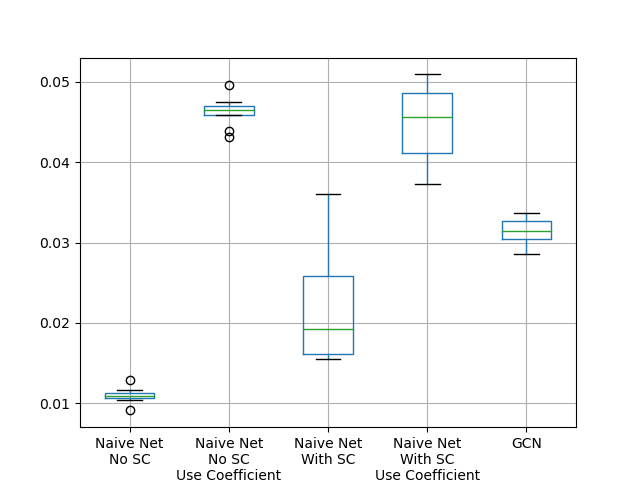 0.05
0.04
0.03
0.02
0.01
Naive Net
No SC
Naive Net
No SC
Use Coefficient
Naive Net
With SC
Naive Net
With SC
Use Coefficient
GCN